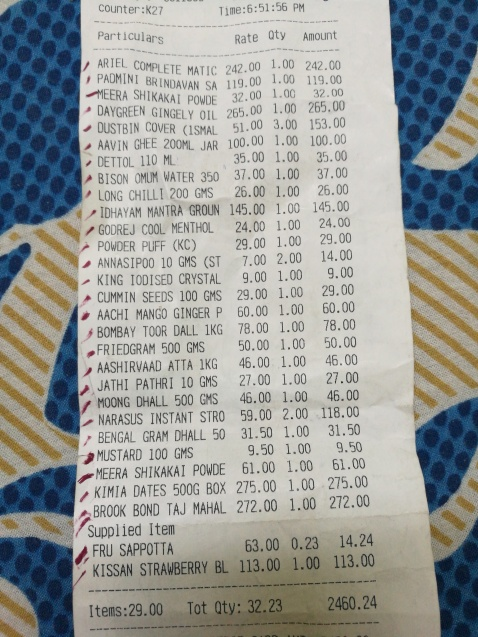 counter:K27 Time:6:51:56 PM
Particulars Rate Qty Amount
ARIEL COMPLETE MATIC 242.00 1.00 242.00
PADMINI BRINDAVAN SA 119.00 1.00 119.00
MEERA SHIKAKAI POWDE 32.00 1.00 32.00
DAYGREEN GINGELY OIL 265.00 1.00 265.00
DUSTBIN COVER (1SMAL 51.00 3.00 153.00
AAVIN GHEE 200ML JAR 100.00 1.00 100.00
DETTOL 110 ML 35.00 1.00 35.00
BISON OMUM WATER 350 37.00 1.00 37.00
LONG CHILLI 200 GMS 26.00 1.00 26.00
IDHAYAM MANTRA GROUN 145.00 1.00 145.00
GODREJ COOL MENTHOL 24.00 1.00 24.00
POWDER PUFF (KC) 29.00 1.00 29.00
ANNASIPOO 10 GMS (ST 7.00 2.00 14.00
KING IODISED CRYSTAL 9.00 1.00 9.00
CUMMIN SEEDS 100 GMS 29.00 1.00 29.00
AACHI MANGO GINGER P 60.00 1.00 60.00
BOMBAY TOOR DALL 1KG 78.00 1.00 78.00
FRIEDGRAM 500 GMS 50.00 1.00 50.00
AASHIRVAAD ATTA 1KG 46.00 1.00 46.00
JATHI PATHRI 10 GMS 27.00 1.00 27.00
MOONG DHALL 500 GMS 46.00 1.00 46.00
NARASUS INSTANT STRO 59.00 2.00 118.00
BENGAL GRAM DHALL 50 31.50 1.00 31.50
MUSTARD 100 GMS 9.50 1.00 9.50
MEERA SHIKAKAI POWDE 61.00 1.00 61.00
KIMIA DATES 500G BOX 275.00 1.00 275.00
BROOK BOND TAJ MAHAL 272.00 1.00 272.00
Supplied Item
FRU SAPPOTTA 63.00 0.23 14.24
KISSAN STRAWBERRY BL 113.00 1.00 113.00
Items:29.00 Tot Qty: 32.23 2460.24